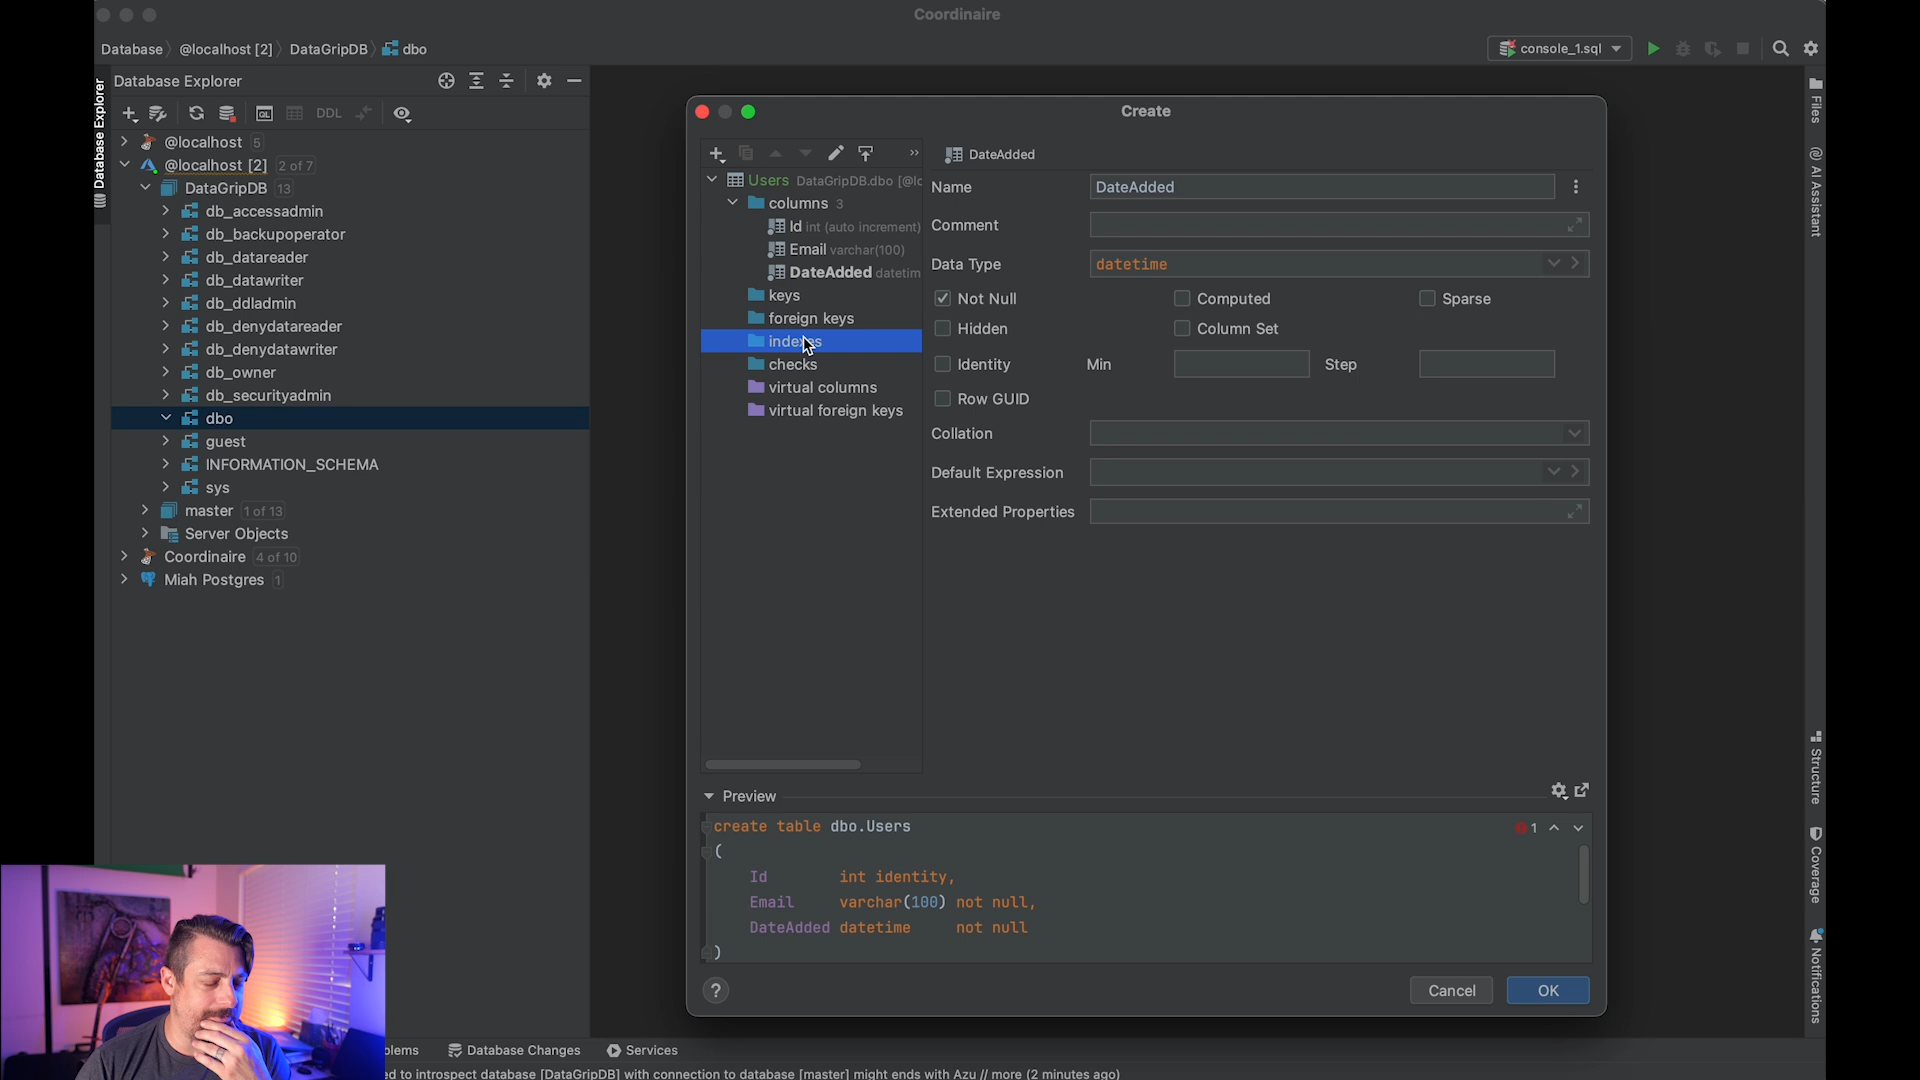 Coordinaire
Database
@localhost [2]
DataGripDB
dbo
console_1.sql
Database Explorer
Database Explorer
DDL
@localhost 5
@localhost [2] 2 of 7
DataGripDB 13
db_accessadmin
db_backupoperator
db_datareader
db_datawriter
db_ddladmin
db_denydatareader
db_denydatawriter
db_owner
db_securityadmin
dbo
guest
INFORMATION_SCHEMA
sys
master 1 of 13
Server Objects
Coordinaire 4 of 10
Miah Postgres 1
Create
Users DataGripDB.dbo [@lo
columns 3
Id int (auto increment)
Email varchar(100)
DateAdded datetim
keys
foreign keys
indexes
checks
virtual columns
virtual foreign keys
DateAdded
Name DateAdded
Comment
Data Type datetime
Not Null Computed Sparse
Hidden Column Set
Identity Min Step
Row GUID
Collation
Default Expression
Extended Properties
Preview
1
create table dbo.Users
(
Id int identity,
Email varchar(100) not null,
DateAdded datetime not null
)
?
Cancel
OK
Files
AI Assistant
Structure
Coverage
Notifications
blems
Database Changes
Services
ed to introspect database [DataGripDB] with connection to database [master] might ends with Azu // more (2 minutes ago)